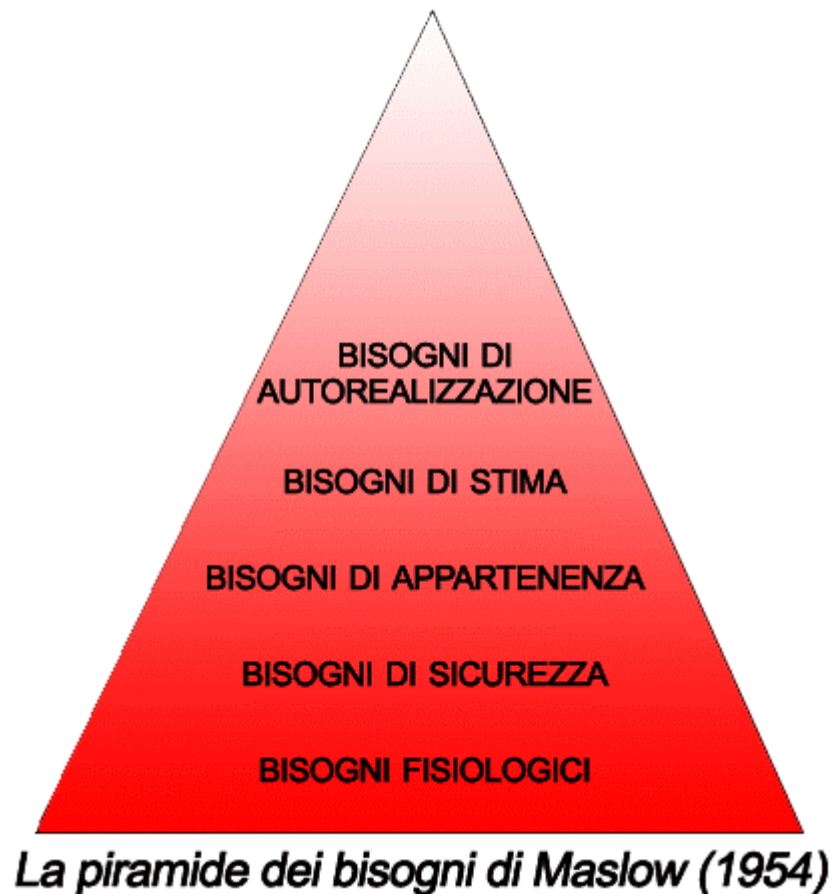 BISOGNI DI
AUTOREALIZZAZIONE
BISOGNI DI STIMA
BISOGNI DI APPARTENENZA
BISOGNI DI SICUREZZA
BISOGNI FISIOLOGICI
La piramide dei bisogni di Maslow (1954)